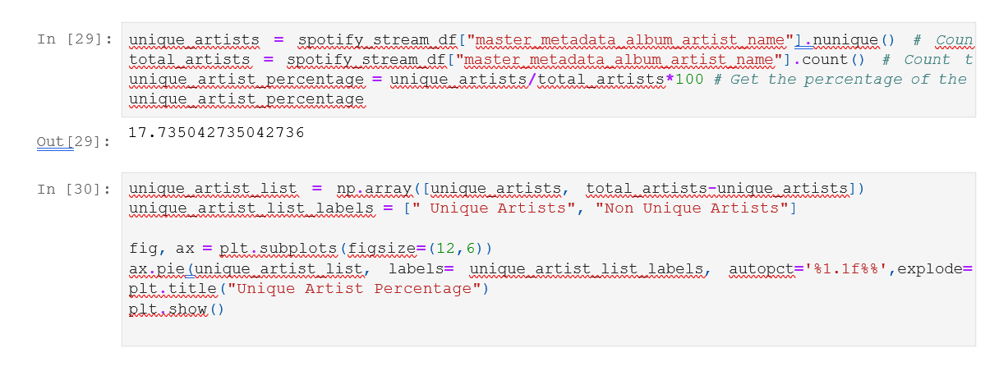 In [29]: unique_artists = spotify_stream_df["master_metadata_album_artist_name"].nunique() # Coun
total_artists = spotify_stream_df["master_metadata_album_artist_name"].count() # Count t
unique_artist_percentage = unique_artists/total_artists*100 # Get the percentage of the
unique_artist_percentage
Out[29]: 17.735042735042736
In [30]: unique_artist_list = np.array([unique_artists, total_artists-unique_artists])
unique_artist_list_labels = [" Unique Artists", "Non Unique Artists"]
fig, ax = plt.subplots(figsize=(12,6))
ax.pie(unique_artist_list, labels= unique_artist_list_labels, autopct='%1.1f%%',explode=
plt.title("Unique Artist Percentage")
plt.show()